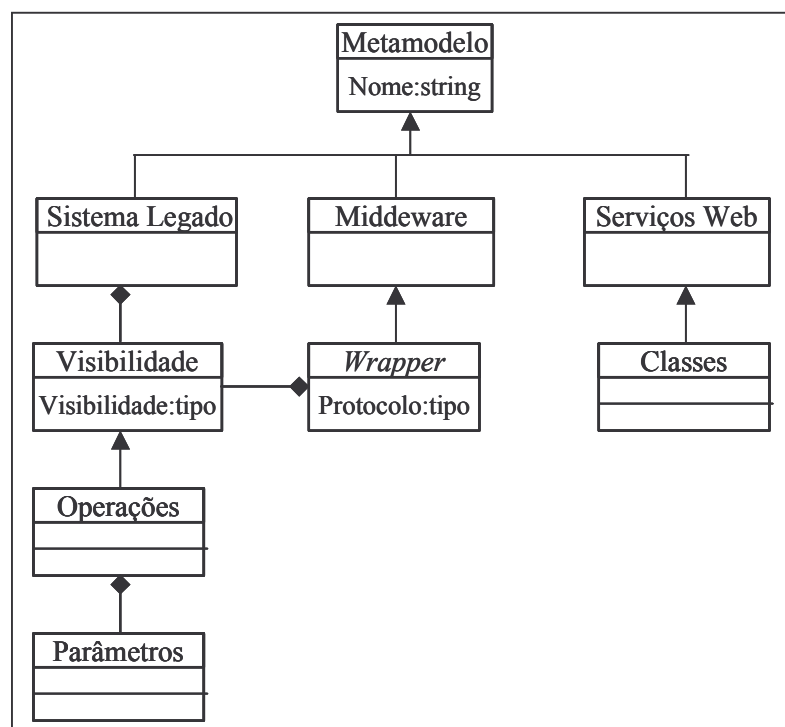 Metamodelo
Nome:string
Sistema Legado
Middeware
Serviços Web
Visibilidade
Wrapper
Classes
Visibilidade:tipo
Protocolo:tipo
Operações
Parâmetros